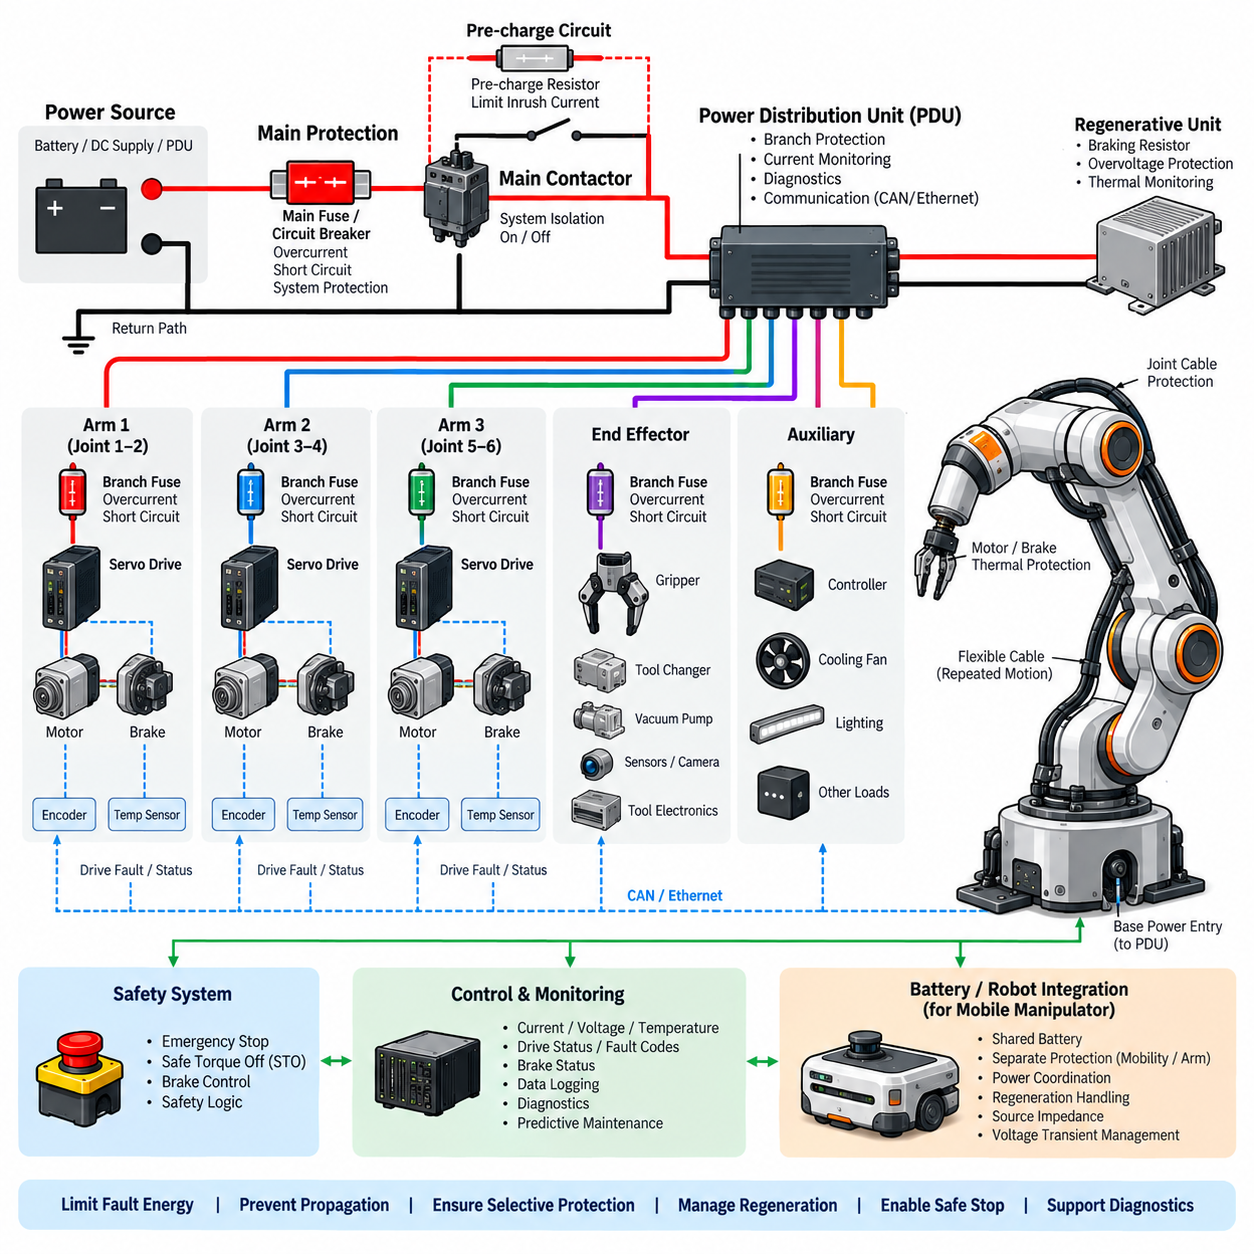 Pre-charge Circuit
Pre-charge Resistor
Limit Inrush Current
Power Source
Battery / DC Supply / PDU
+ −
Main Protection
Main Fuse /
Circuit Breaker
Overcurrent
Short Circuit
System Protection
Main Contactor
System Isolation
On / Off
Power Distribution Unit (PDU)
• Branch Protection
• Current Monitoring
• Diagnostics
• Communication (CAN/Ethernet)
Regenerative Unit
• Braking Resistor
• Overvoltage Protection
• Thermal Monitoring
Return Path
Arm 1
(Joint 1–2)
Branch Fuse
Overcurrent
Short Circuit
Servo Drive
Motor
Brake
Encoder
Temp Sensor
Arm 2
(Joint 3–4)
Branch Fuse
Overcurrent
Short Circuit
Servo Drive
Motor
Brake
Encoder
Temp Sensor
Arm 3
(Joint 5–6)
Branch Fuse
Overcurrent
Short Circuit
Servo Drive
Motor
Brake
Encoder
Temp Sensor
End Effector
Branch Fuse
Overcurrent
Short Circuit
Gripper
Tool Changer
Vacuum Pump
Sensors / Camera
Tool Electronics
Auxiliary
Branch Fuse
Overcurrent
Short Circuit
Controller
Cooling Fan
Lighting
Other Loads
Joint Cable
Protection
Motor / Brake
Thermal Protection
Flexible Cable
(Repeated Motion)
Base Power Entry
(to PDU)
Drive Fault / Status
Drive Fault / Status
Drive Fault / Status
CAN / Ethernet
Safety System
• Emergency Stop
• Safe Torque Off (STO)
• Brake Control
• Safety Logic
Control & Monitoring
• Current / Voltage / Temperature
• Drive Status / Fault Codes
• Brake Status
• Data Logging
• Diagnostics
• Predictive Maintenance
Battery / Robot Integration
(for Mobile Manipulator)
• Shared Battery
• Separate Protection (Mobility / Arm)
• Power Coordination
• Regeneration Handling
• Source Impedance
• Voltage Transient Management
Limit Fault Energy | Prevent Propagation | Ensure Selective Protection | Manage Regeneration | Enable Safe Stop | Support Diagnostics